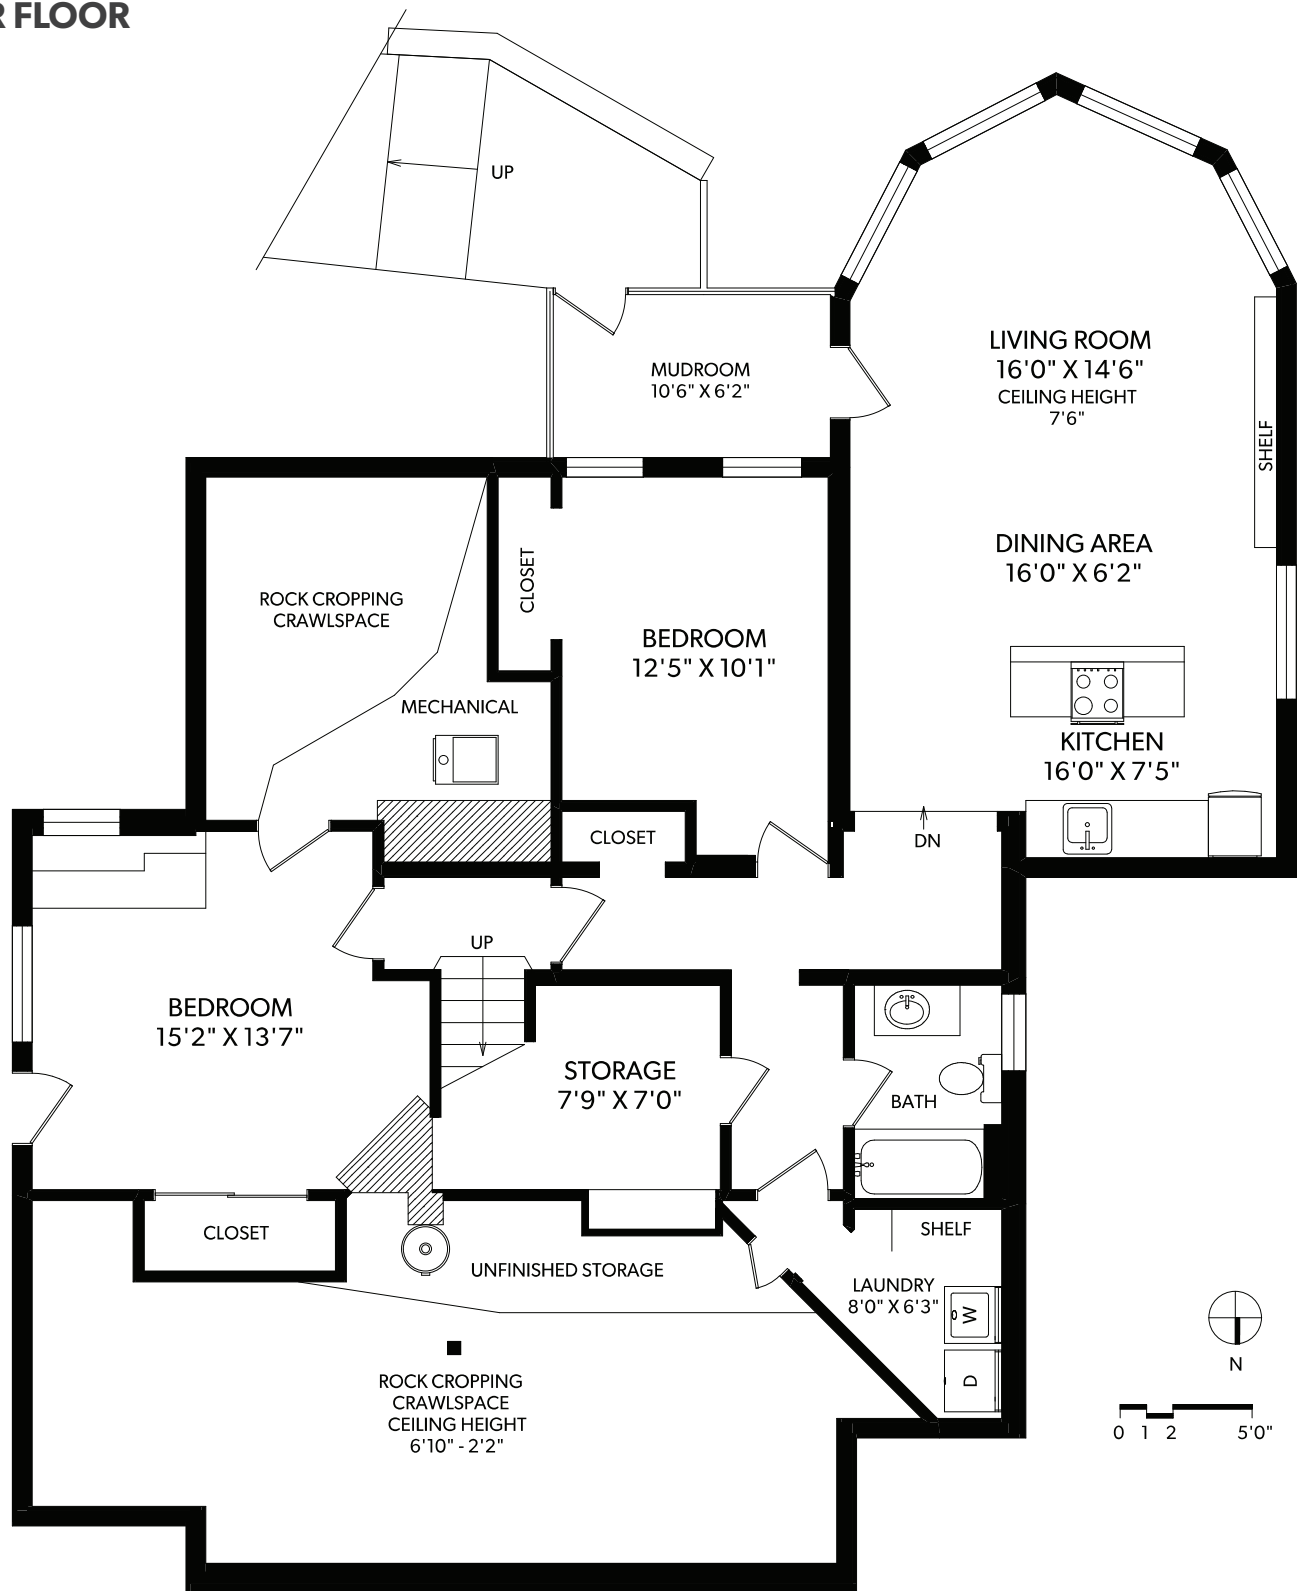 R FLOOR
UP
LIVING ROOM
16'0" X 14'6"
CEILING HEIGHT
7'6"
MUDROOM
10'6" X 6'2"
SHELF
DINING AREA
16'0" X 6'2"
CLOSET
ROCK CROPPING
CRAWLSPACE
BEDROOM
12'5" X 10'1"
MECHANICAL
KITCHEN
16'0" X 7'5"
CLOSET
DN
UP
BEDROOM
15'2" X 13'7"
STORAGE
7'9" X 7'0"
BATH
CLOSET
SHELF
UNFINISHED STORAGE
LAUNDRY
8'0" X 6'3"
W
D
N
ROCK CROPPING
CRAWLSPACE
CEILING HEIGHT
6'10" - 2'2"
0 1 2 5'0"